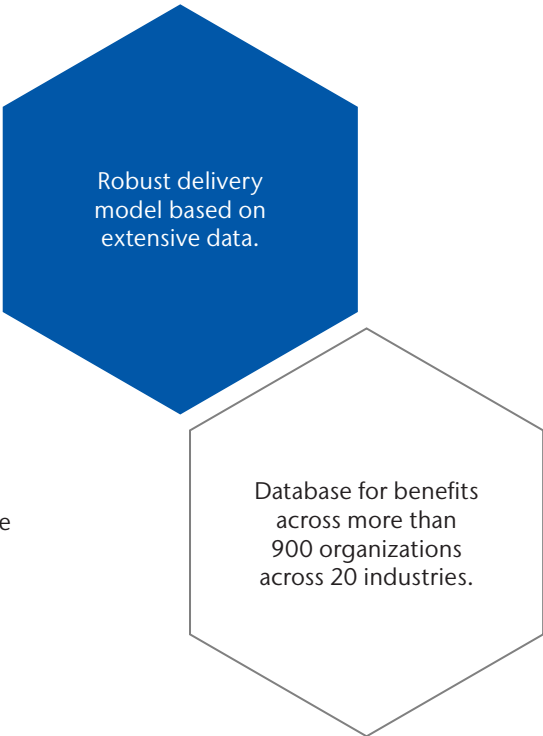 Robust delivery
model based on
extensive data.
Database for benefits
across more than
900 organizations
across 20 industries.